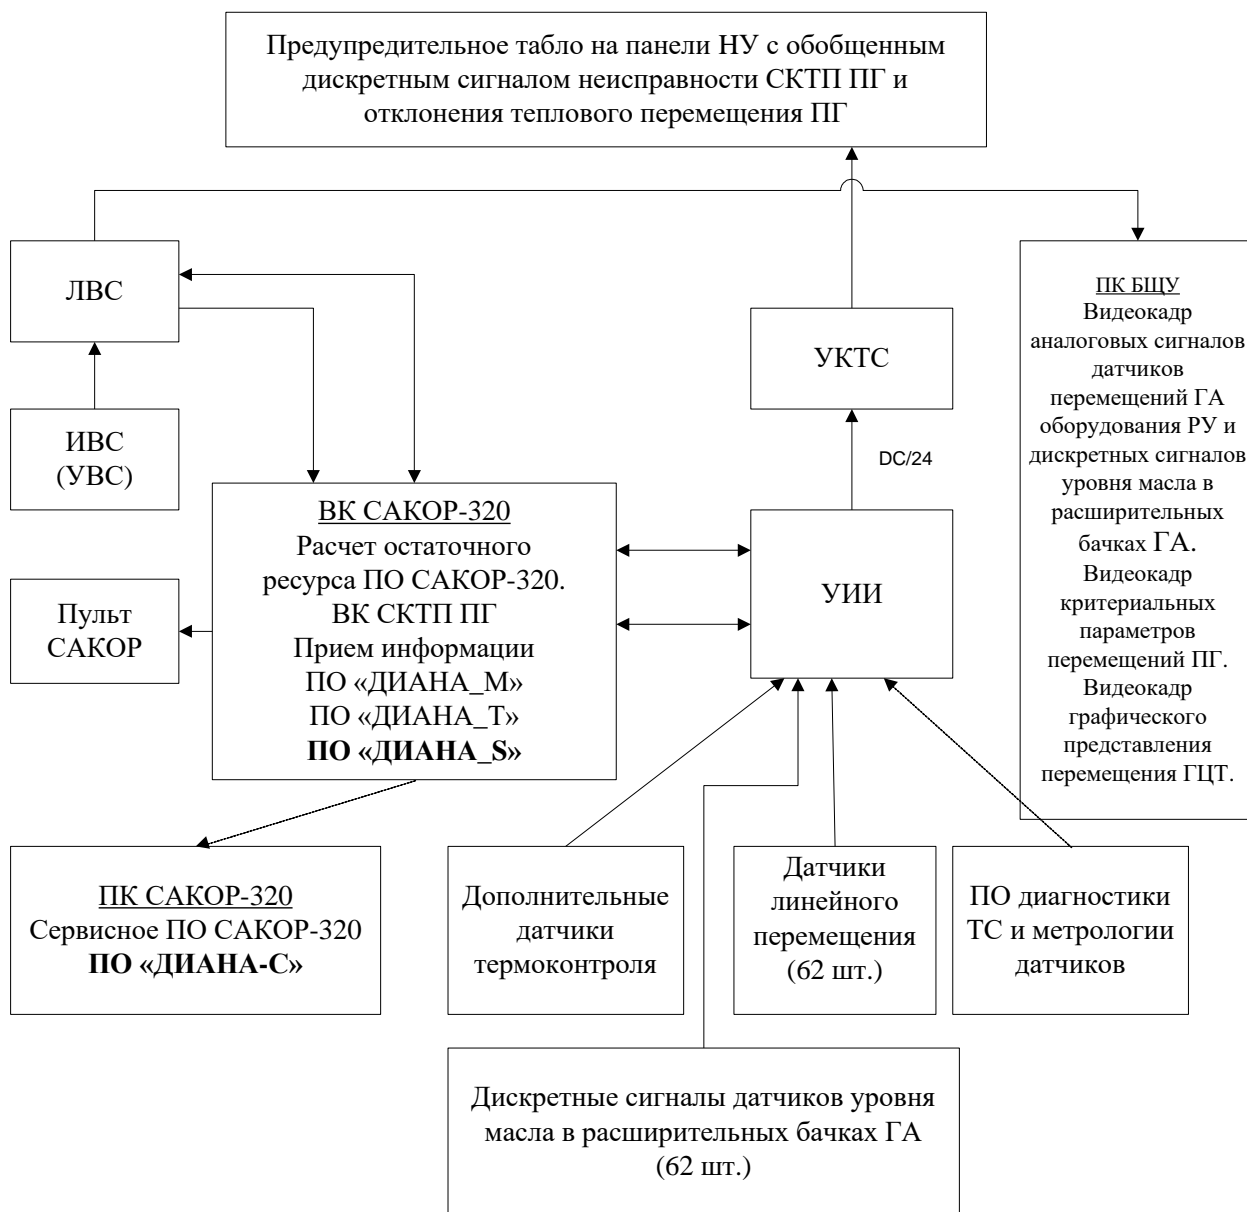 Предупредительное табло на панели НУ с обобщенным
дискретным сигналом неисправности СКТП ПГ и
отклонения теплового перемещения ПГ
ЛВС
ИВС
(УВС)
Пульт
САКОР
ВК САКОР-320
Расчет остаточного
ресурса ПО САКОР-320.
ВК СКТП ПГ
Прием информации
ПО «ДИАНА_М»
ПО «ДИАНА_Т»
ПО «ДИАНА_S»
УКТС
DC/24
УИИ
ПК БЩУ
Видеокадр
аналоговых сигналов
датчиков
перемещений ГА
оборудования РУ и
дискретных сигналов
уровня масла в
расширительных
бачках ГА.
Видеокадр
критериальных
параметров
перемещений ПГ.
Видеокадр
графического
представления
перемещения ГЦТ.
ПК САКОР-320
Сервисное ПО САКОР-320
ПО «ДИАНА-С»
Дополнительные
датчики
термоконтроля
Датчики
линейного
перемещения
(62 шт.)
ПО диагностики
ТС и метрологии
датчиков
Дискретные сигналы датчиков уровня
масла в расширительных бачках ГА
(62 шт.)